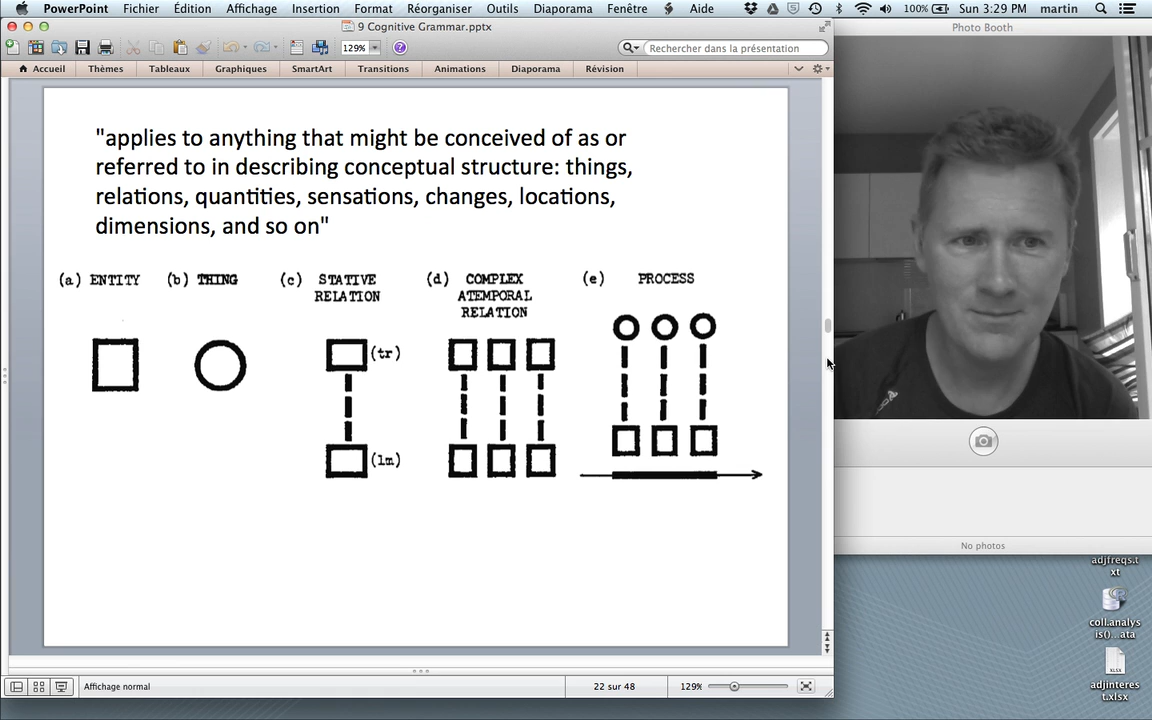 PowerPoint Fichier Édition Affichage Insertion Format Réorganiser Outils Diaporama Fenêtre Aide 100% Sun 3:29 PM martin
9 Cognitive Grammar.pptx
Photo Booth
129% Rechercher dans la présentation
Accueil Thèmes Tableaux Graphiques SmartArt Transitions Animations Diaporama Révision
"applies to anything that might be conceived of as or
referred to in describing conceptual structure: things,
relations, quantities, sensations, changes, locations,
dimensions, and so on"
(a) ENTITY (b) THING (c) STATIVE
RELATION
(d) COMPLEX
ATEMPORAL
RELATION
(e) PROCESS
(tr)
(lm)
No photos
adjfreqs.t
xt
coll.analy
sis()...ata
adjinteres
t.xlsx
Affichage normal 22 sur 48 129%